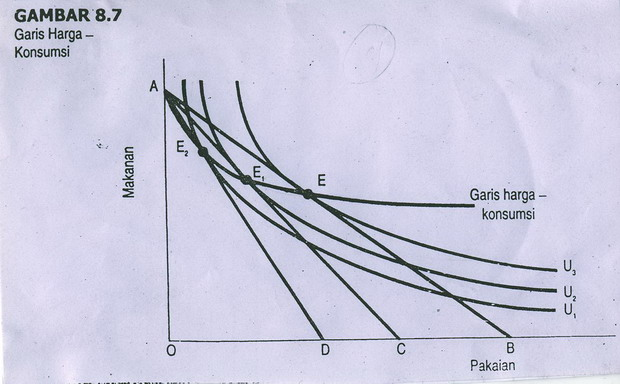 GAMBAR 8.7
Garis Harga –
Konsumsi
A
Makanan
E₂
E₁
E
Garis harga –
konsumsi
U₃
U₂
U₁
O
D
C
B
Pakaian